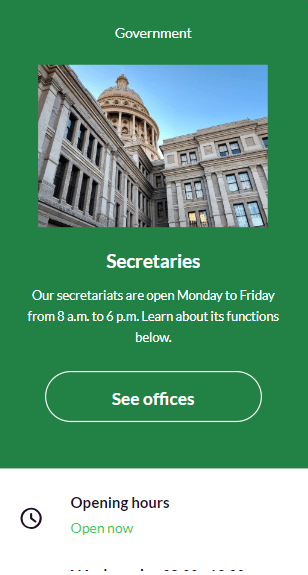 Government
Secretaries
Our secretariats are open Monday to Friday
from 8 a.m. to 6 p.m. Learn about its functions
below.
See offices
Opening hours
Open now